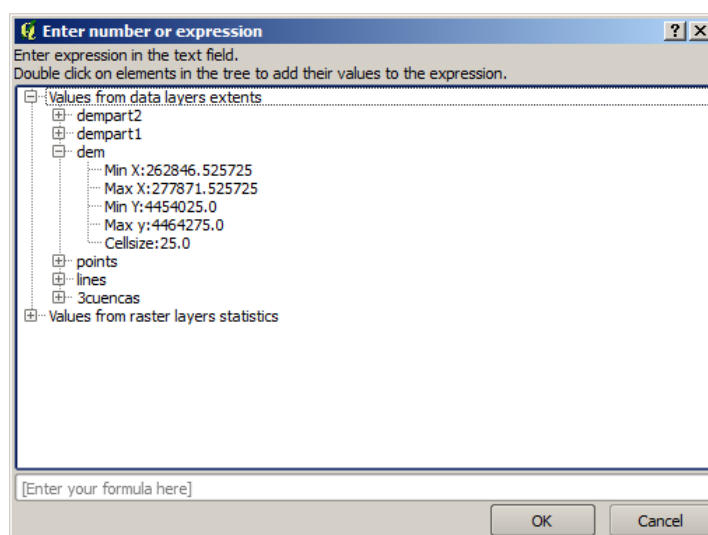 Enter number or expression
Enter expression in the text field.
Double click on elements in the tree to add their values to the expression.
Values from data layers extents
dempart2
dempart1
dem
Min X:262846.525725
Max X:277871.525725
Min Y:4454025.0
Max y:4464275.0
Cellsize:25.0
points
lines
3cuencas
Values from raster layers statistics
[Enter your formula here]
OK Cancel